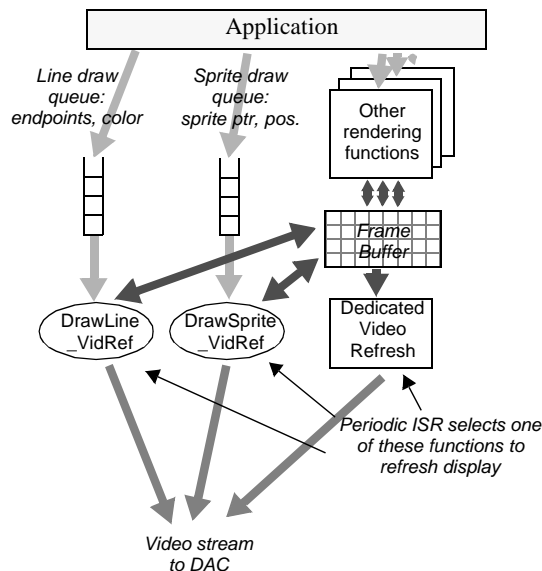 Application
Line draw
queue:
endpoints, color
Sprite draw
queue:
sprite ptr, pos.
Other
rendering
functions
Frame
Buffer
DrawLine
_VidRef
DrawSprite
_VidRef
Dedicated
Video
Refresh
Periodic ISR selects one
of these functions to
refresh display
Video stream
to DAC